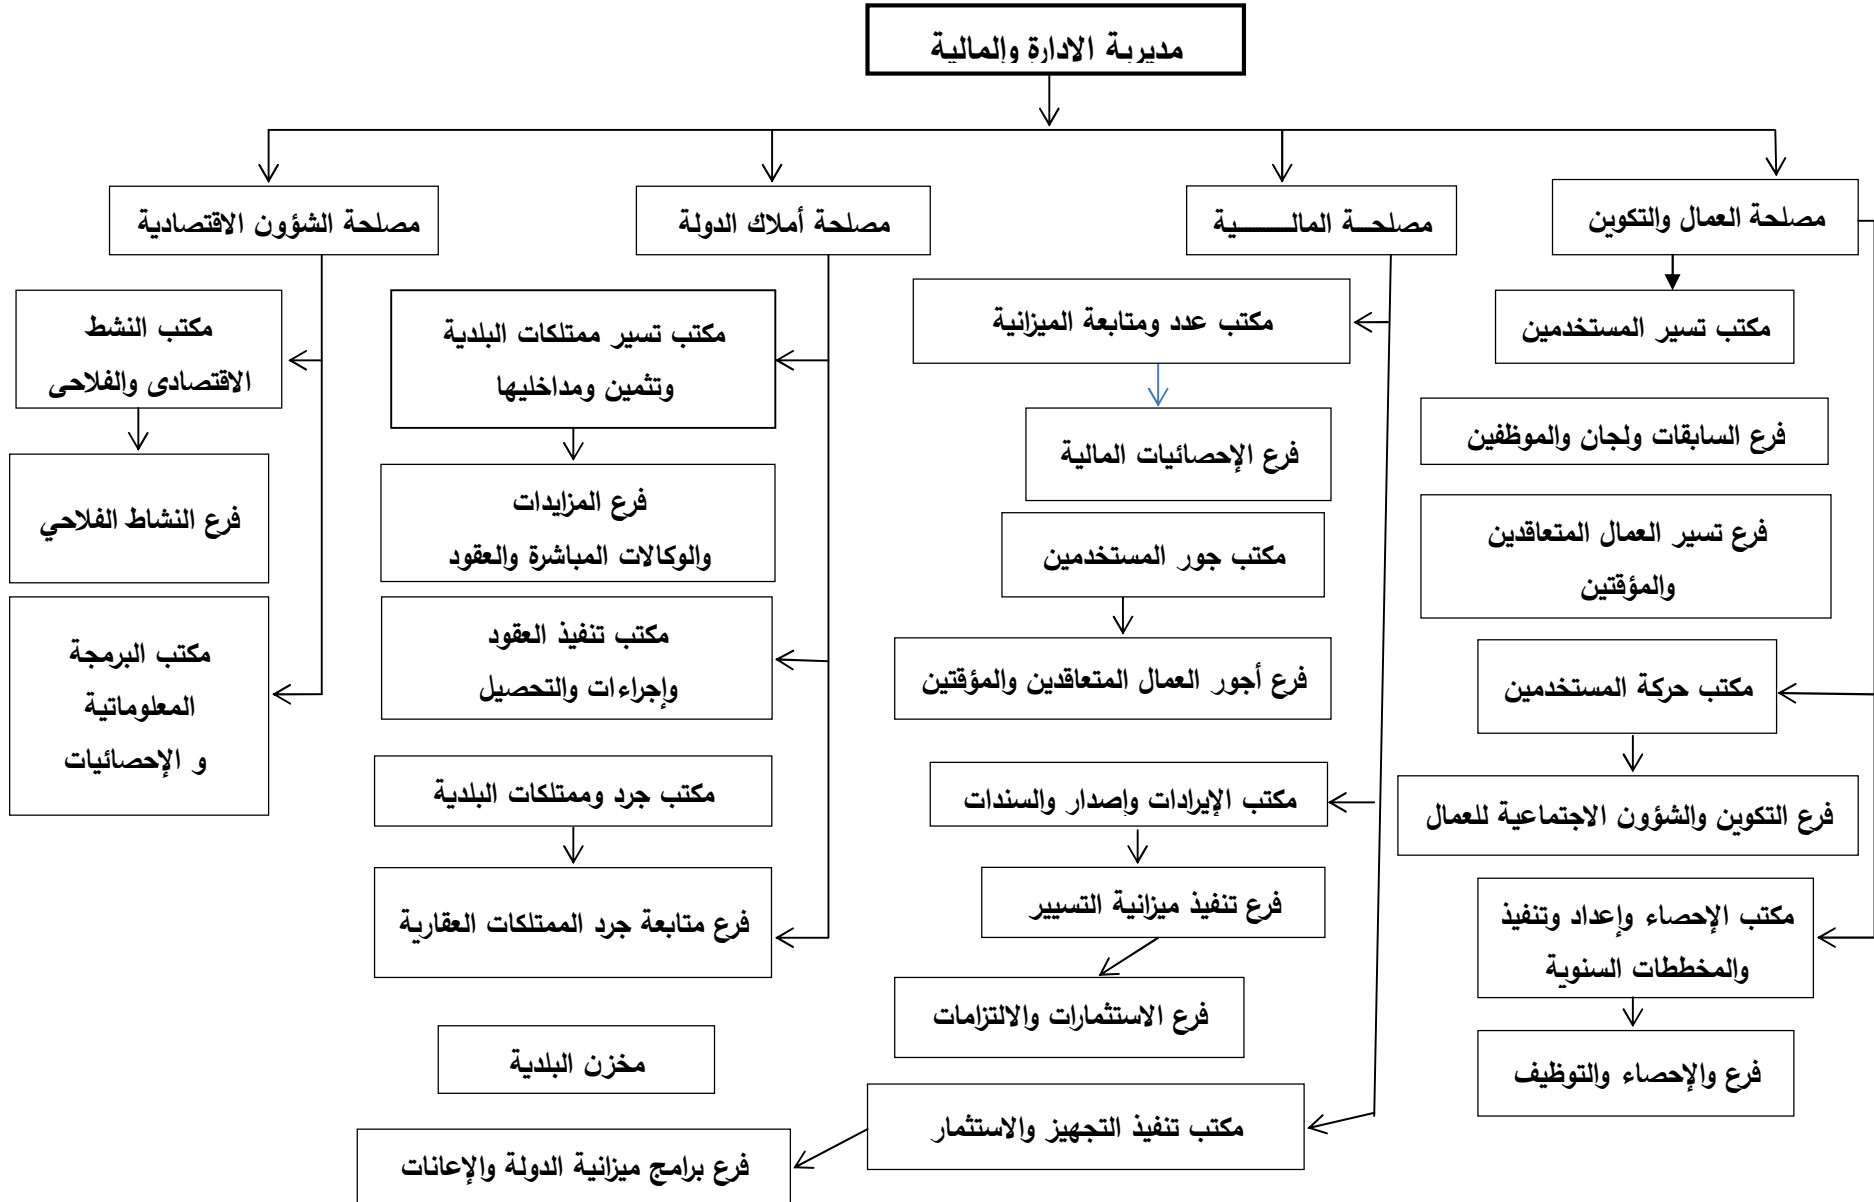 مديرية الادارة والمالية
مصلحة العمال والتكوين
مصلحــة المالـــــــية
مصلحة أملاك الدولة
مصلحة الشؤون الاقتصادية
مكتب تسير المستخدمين
فرع السابقات ولجان والموظفين
فرع تسير العمال المتعاقدين
والمؤقتين
مكتب حركة المستخدمين
فرع التكوين والشؤون الاجتماعية للعمال
مكتب الإحصاء وإعداد وتنفيذ
والمخططات السنوية
فرع والإحصاء والتوظيف
مكتب عدد ومتابعة الميزانية
فرع الإحصائيات المالية
مكتب جور المستخدمين
فرع أجور العمال المتعاقدين والمؤقتين
مكتب الإيرادات وإصدار والسندات
فرع تنفيذ ميزانية التسيير
فرع الاستثمارات والالتزامات
مكتب تنفيذ التجهيز والاستثمار
فرع برامج ميزانية الدولة والإعانات
مكتب تسير ممتلكات البلدية
وتثمين ومداخليها
فرع المزايدات
والوكالات المباشرة والعقود
مكتب تنفيذ العقود
وإجراءات والتحصيل
مكتب جرد وممتلكات البلدية
فرع متابعة جرد الممتلكات العقارية
مخزن البلدية
مكتب النشط
الاقتصادى والفلاحى
فرع النشاط الفلاحي
مكتب البرمجة
المعلوماتية
و الإحصائيات